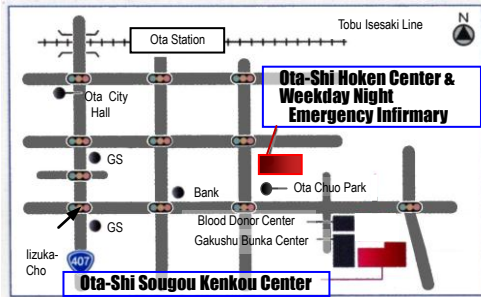 Tobu Isesaki Line
N
Ota Station
Ota City
Hall
Ota-Shi Hoken Center &
Weekday Night
Emergency Infirmary
GS
Bank
Ota Chuo Park
GS
Blood Donor Center
Gakushu Bunka Center
Iizuka-
Cho
407
Ota-Shi Sougou Kenkou Center